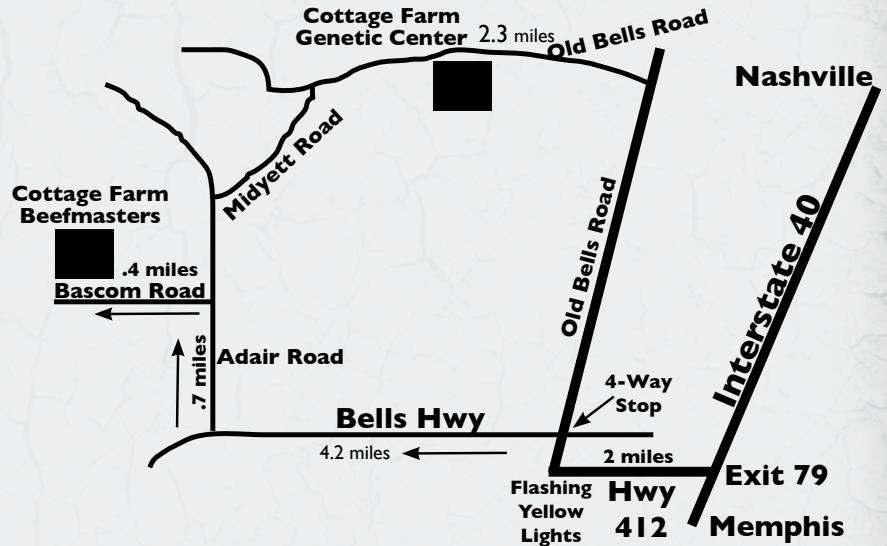 Cottage Farm
Genetic Center
2.3 miles
Old Bells Road
Nashville
Midyett Road
Cottage Farm
Beefmasters
.4 miles
Bascom Road
Old Bells Road
Interstate 40
.7 miles
Adair Road
4-Way
Stop
Bells Hwy
4.2 miles
2 miles
Exit 79
Flashing
Yellow
Lights
Hwy
412
Memphis